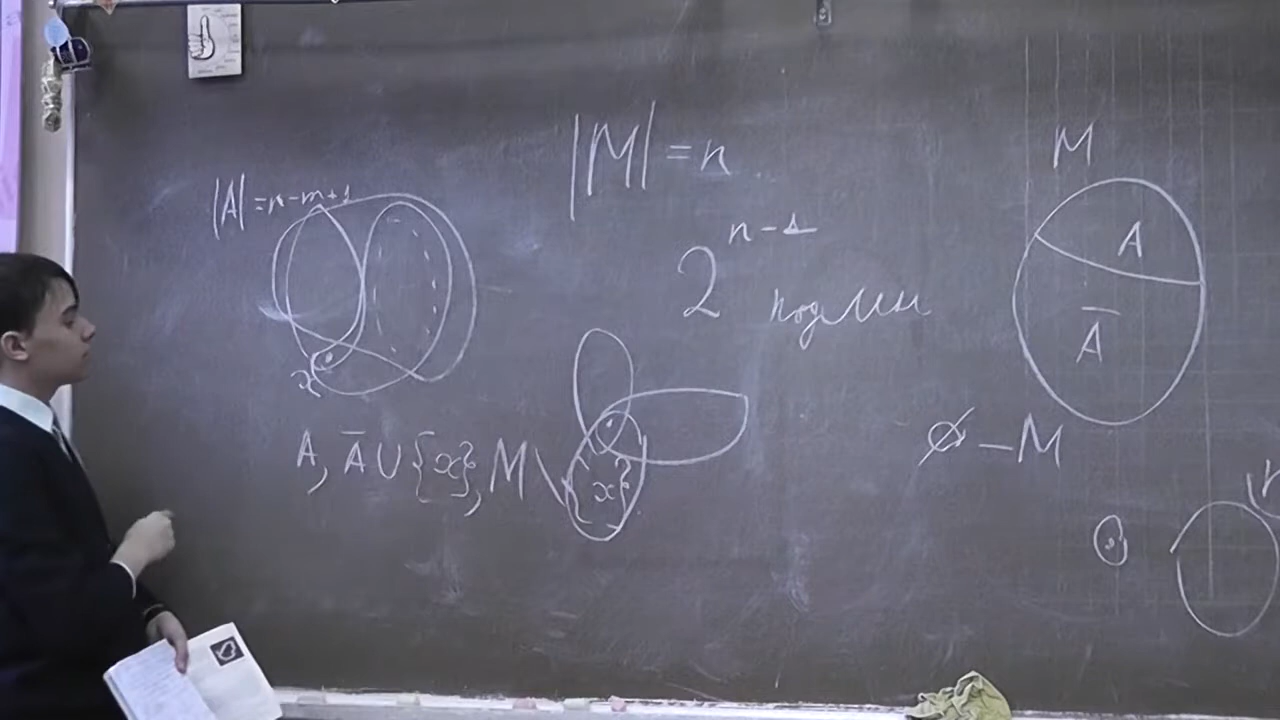 |M| = n
|A| = n-m+1
2^{n-1} подмн
A, Ā ∪ {x}, M \ {x}
x
M
A
Ā
∅ – M